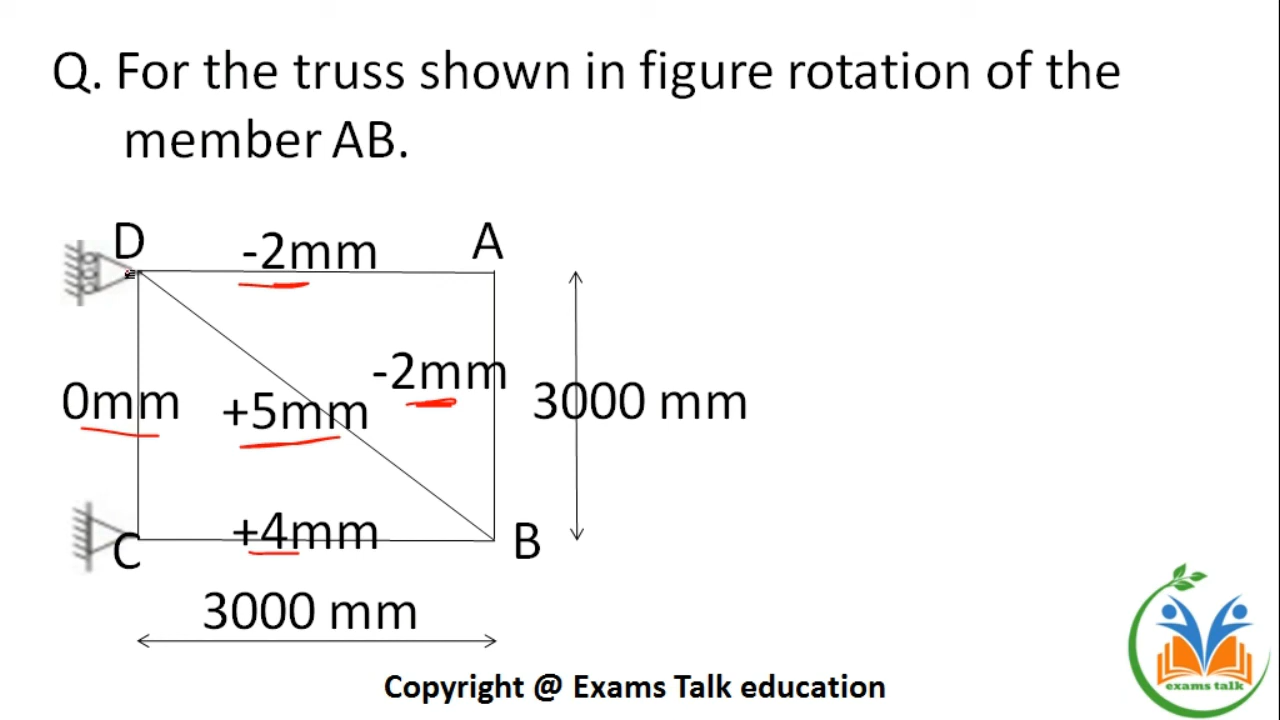 Q. For the truss shown in figure rotation of the
member AB.
D
-2mm
A
-2mm
0mm
+5mm
3000 mm
C
+4mm
B
3000 mm
Copyright @ Exams Talk education
exams talk